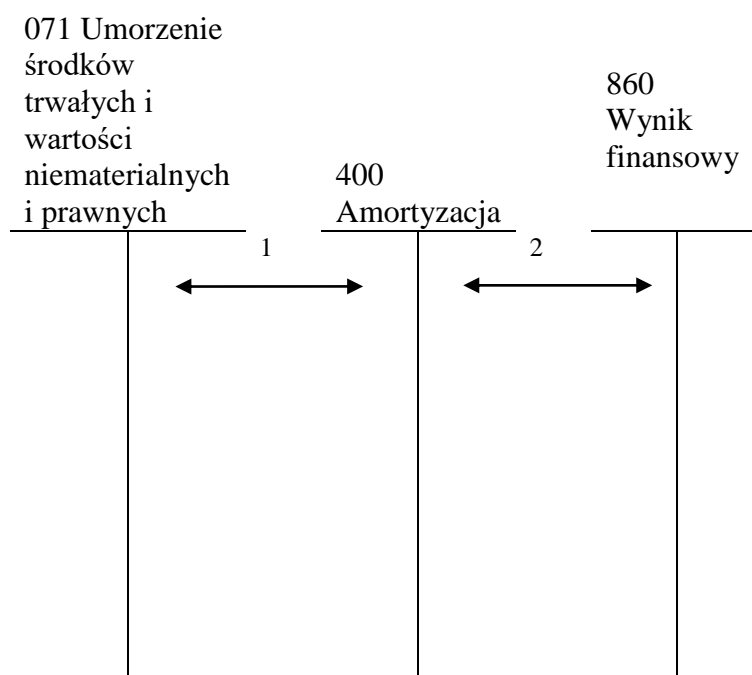 071 Umorzenie
środków
trwałych i
wartości
niematerialnych
i prawnych
400
Amortyzacja
860
Wynik
finansowy
1
2